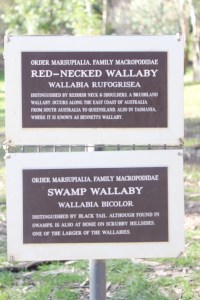 ORDER MARSUPIALIA, FAMILY MACROPODIDAE
RED-NECKED WALLABY
WALLABIA RUFOGRISEA
DISTINGUISHED BY REDDISH NECK & SHOULDERS. A BRUSHLAND
WALLABY, OCCURS ALONG THE EAST COAST OF AUSTRALIA
FROM SOUTH AUSTRALIA TO QUEENSLAND. ALSO IN TASMANIA,
WHERE IT IS KNOWN AS BENNETT'S WALLABY.
ORDER MARSUPIALIA, FAMILY MACROPODIDAE
SWAMP WALLABY
WALLABIA BICOLOR
DISTINGUISHED BY BLACK TAIL. ALTHOUGH FOUND IN
SWAMPS, IS ALSO AT HOME ON SCRUBBY HILLSIDES.
ONE OF THE LARGER OF THE WALLABIES.